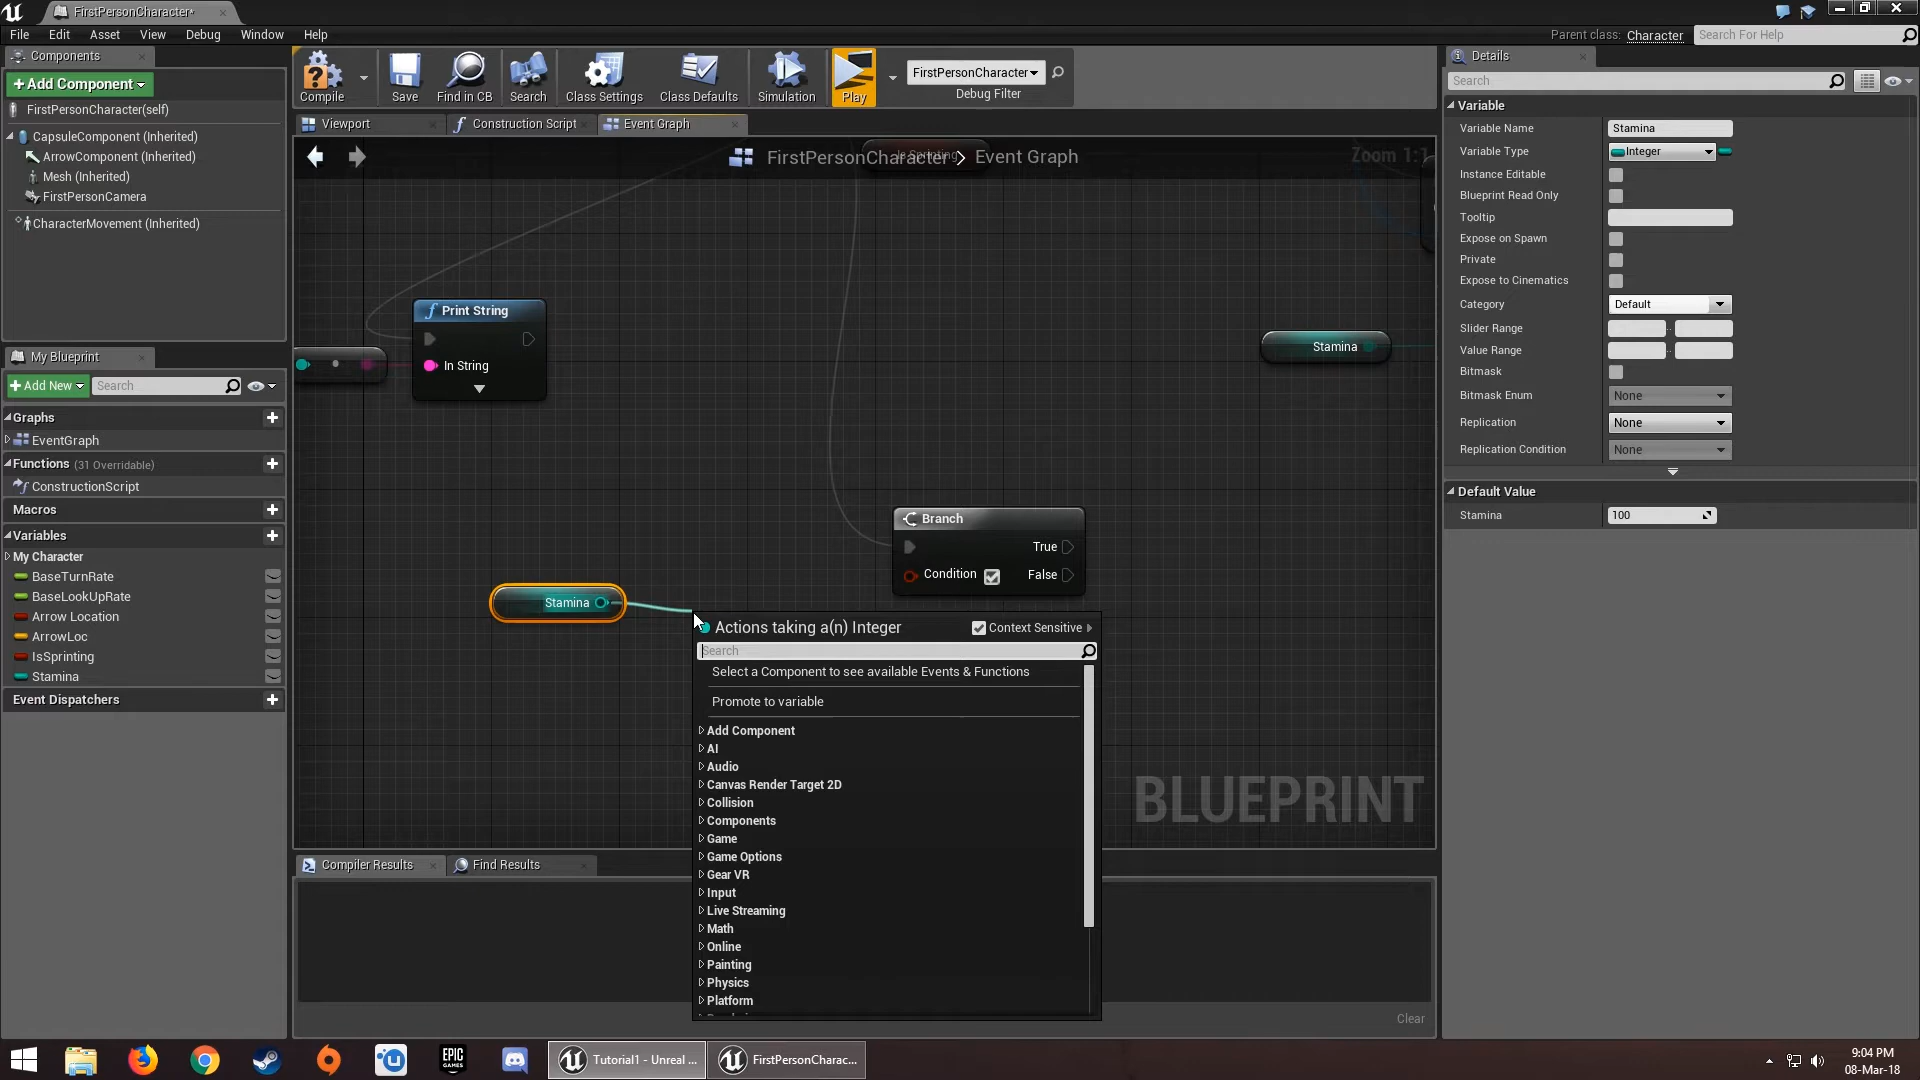 FirstPersonCharacter*
File Edit Asset View Debug Window Help
Parent class: Character Search For Help
Components
+Add Component
FirstPersonCharacter(self)
CapsuleComponent (Inherited)
ArrowComponent (Inherited)
Mesh (Inherited)
FirstPersonCamera
CharacterMovement (Inherited)
My Blueprint
+Add New Search
Graphs
EventGraph
Functions (31 Overridable)
ConstructionScript
Macros
Variables
My Character
BaseTurnRate
BaseLookUpRate
Arrow Location
ArrowLoc
IsSprinting
Stamina
Event Dispatchers
Compile Save Find in CB Search Class Settings Class Defaults Simulation Play
FirstPersonCharacter
Debug Filter
Viewport Construction Script Event Graph
FirstPersonCharacter > Event Graph
Is Sprinting
Zoom 1:1
Print String
In String
Stamina
Branch
True
Condition False
Stamina
Actions taking a(n) Integer Context Sensitive
Search
Select a Component to see available Events & Functions
Promote to variable
Add Component
AI
Audio
Canvas Render Target 2D
Collision
Components
Game
Game Options
Gear VR
Input
Live Streaming
Math
Online
Painting
Physics
Platform
BLUEPRINT
Compiler Results Find Results
Clear
Details
Search
Variable
Variable Name Stamina
Variable Type Integer
Instance Editable
Blueprint Read Only
Tooltip
Expose on Spawn
Private
Expose to Cinematics
Category Default
Slider Range
Value Range
Bitmask
Bitmask Enum None
Replication None
Replication Condition None
Default Value
Stamina 100
EPIC GAMES
Tutorial1 - Unreal ...
FirstPersonCharac...
9:04 PM
08-Mar-18